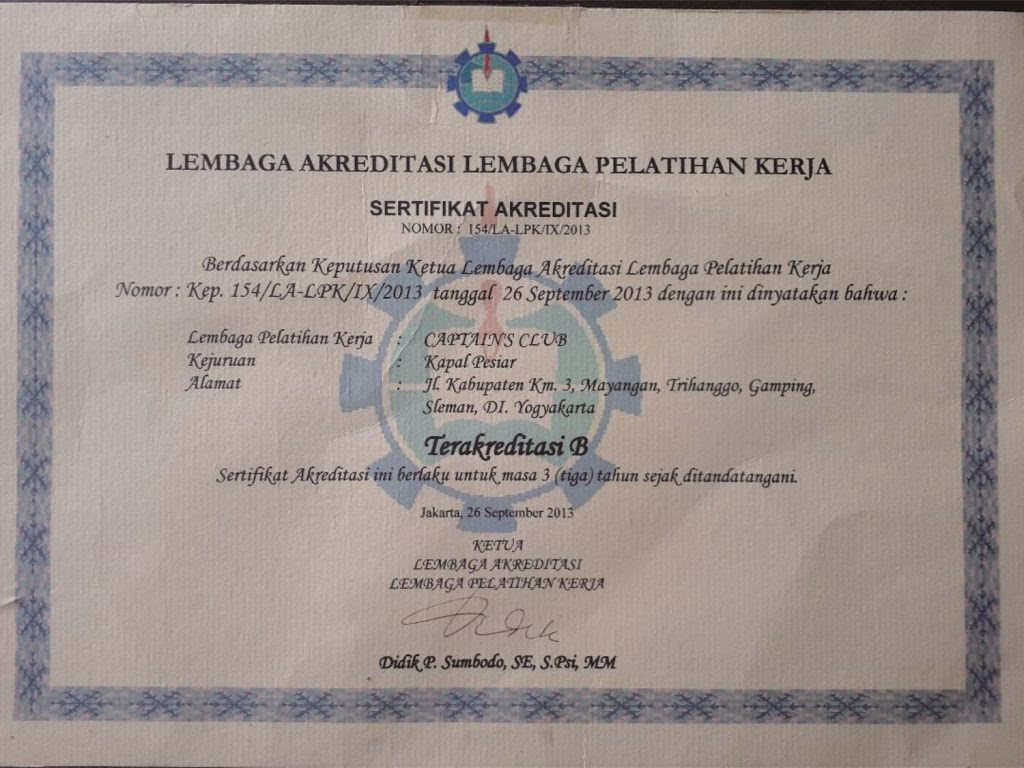 LEMBAGA AKREDITASI LEMBAGA PELATIHAN KERJA
SERTIFIKAT AKREDITASI
NOMOR : 154/LA-LPK/IX/2013
Berdasarkan Keputusan Ketua Lembaga Akreditasi Lembaga Pelatihan Kerja
Nomor : Kep. 154/LA-LPK/IX/2013 tanggal 26 September 2013 dengan ini dinyatakan bahwa :
Lembaga Pelatihan Kerja : CAPTAIN'S CLUB
Kejuruan : Kapal Pesiar
Alamat : Jl. Kabupaten Km. 3, Mayangan, Trihanggo, Gamping,
Sleman, DI. Yogyakarta
Terakreditasi B
Sertifikat Akreditasi ini berlaku untuk masa 3 (tiga) tahun sejak ditandatangani.
Jakarta, 26 September 2013
KETUA
LEMBAGA AKREDITASI
LEMBAGA PELATIHAN KERJA
Didik P. Sumbodo, SE, S.Psi, MM